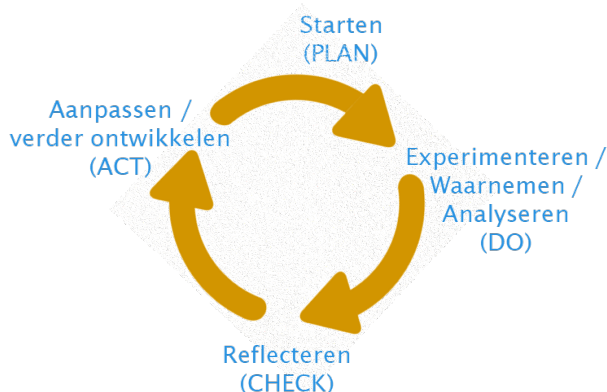 Starten
(PLAN)
Experimenteren /
Waarnemen /
Analyseren
(DO)
Reflecteren
(CHECK)
Aanpassen /
verder ontwikkelen
(ACT)